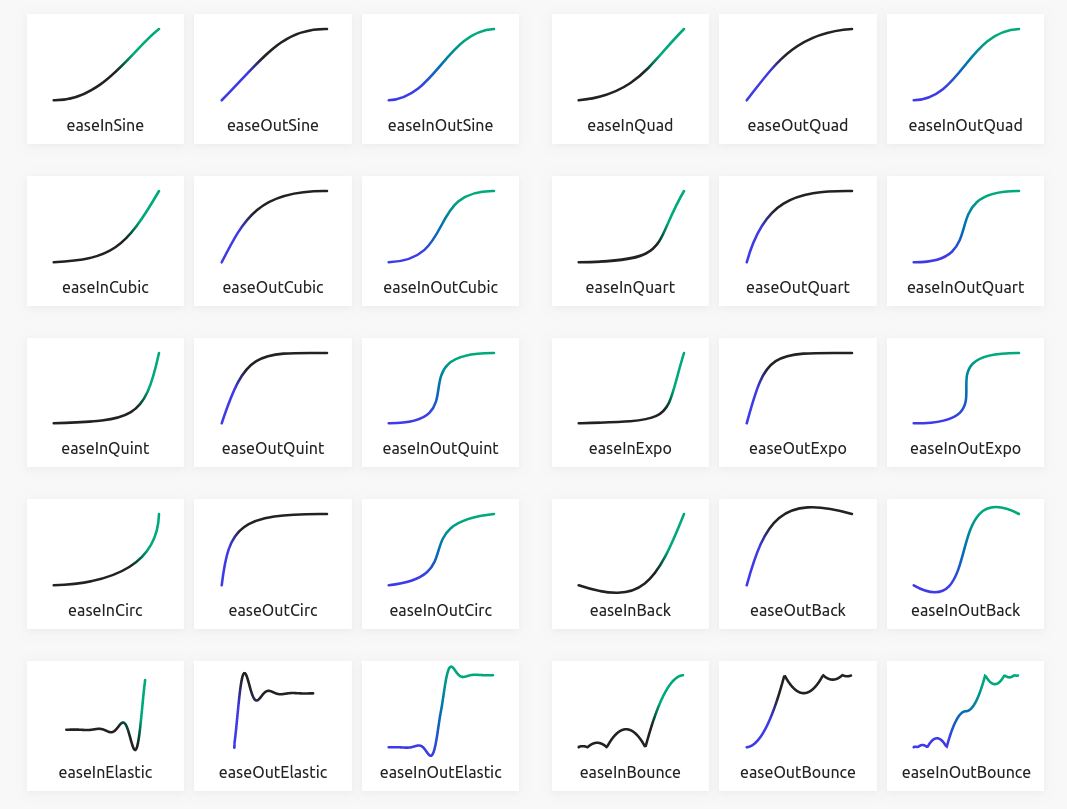 easeInSine
easeOutSine
easeInOutSine
easeInQuad
easeOutQuad
easeInOutQuad
easeInCubic
easeOutCubic
easeInOutCubic
easeInQuart
easeOutQuart
easeInOutQuart
easeInQuint
easeOutQuint
easeInOutQuint
easeInExpo
easeOutExpo
easeInOutExpo
easeInCirc
easeOutCirc
easeInOutCirc
easeInBack
easeOutBack
easeInOutBack
easeInElastic
easeOutElastic
easeInOutElastic
easeInBounce
easeOutBounce
easeInOutBounce